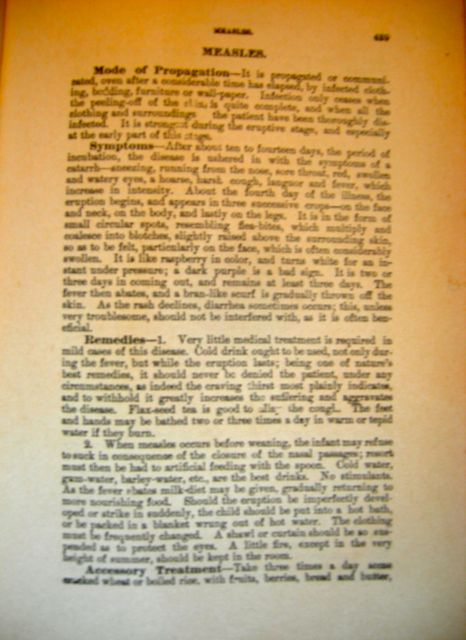 MEASLES.
439
MEASLES.
Mode of Propagation—It is propagated or communi-
cated, even after a considerable time has elapsed, by infected cloth-
ing, bedding, furniture or wall-paper. Infection only ceases when
the peeling-off of the skin is quite complete, and when all the
clothing and surroundings the patient have been thoroughly dis-
infected. It is strongest during the eruptive stage, and especially
at the early part of this stage.
Symptoms—After about ten to fourteen days, the period of
incubation, the disease is ushered in with the symptoms of a
catarrh—sneezing, running from the nose, sore throat, red, swollen
and watery eyes, a hoarse, harsh cough, languor and fever, which
increase in intensity. About the fourth day of the illness, the
eruption begins, and appears in three successive crops—on the face
and neck, on the body, and lastly on the legs. It is in the form of
small circular spots, resembling flea-bites, which multiply and
coalesce into blotches, slightly raised above the surrounding skin,
so as to be felt, particularly on the face, which is often considerably
swollen. It is like raspberry in color, and turns white for an in-
stant under pressure; a dark purple is a bad sign. It is two or
three days in coming out, and remains at least three days. The
fever then abates, and a bran-like scurf is gradually thrown off the
skin. As the rash declines, diarrhea sometimes occurs; this, unless
very troublesome, should not be interfered with, as it is often ben-
eficial.
Remedies—1. Very little medical treatment is required in
mild cases of this disease. Cold drink ought to be used, not only dur-
ing the fever, but while the eruption lasts; being one of nature's
best remedies, it should never be denied the patient, under any
circumstances, as indeed the craving thirst most plainly indicates,
and to withhold it greatly increases the suffering and aggravates
the disease. Flax-seed tea is good to allay the cough. The feet
and hands may be bathed two or three times a day in warm or tepid
water if they burn.
2. When measles occurs before weaning, the infant may refuse
to suck in consequence of the closure of the nasal passages; resort
must then be had to artificial feeding with the spoon. Cold water,
gum-water, barley-water, etc., are the best drinks. No stimulants.
As the fever abates milk-diet may be given, gradually returning to
more nourishing food. Should the eruption be imperfectly devel-
oped or strike in suddenly, the child should be put into a hot bath,
or be packed in a blanket wrung out of hot water. The clothing
must be frequently changed. A shawl or curtain should be so sus-
pended as to protect the eyes. A little fire, except in the very
height of summer, should be kept in the room.
Accessory Treatment—Take three times a day some
cracked wheat or boiled rice, with fruits, berries, bread and butter,